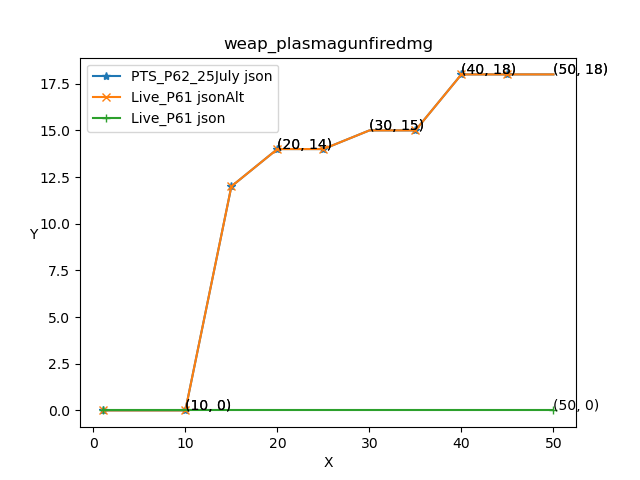 weap_plasmagunfiredmg
PTS_P62_25July json
Live_P61 jsonAlt
Live_P61 json
(40, 18)
(50, 18)
(30, 15)
(20, 14)
(10, 0)
(50, 0)
17.5
15.0
12.5
10.0
7.5
5.0
2.5
0.0
Y
0 10 20 30 40 50
X